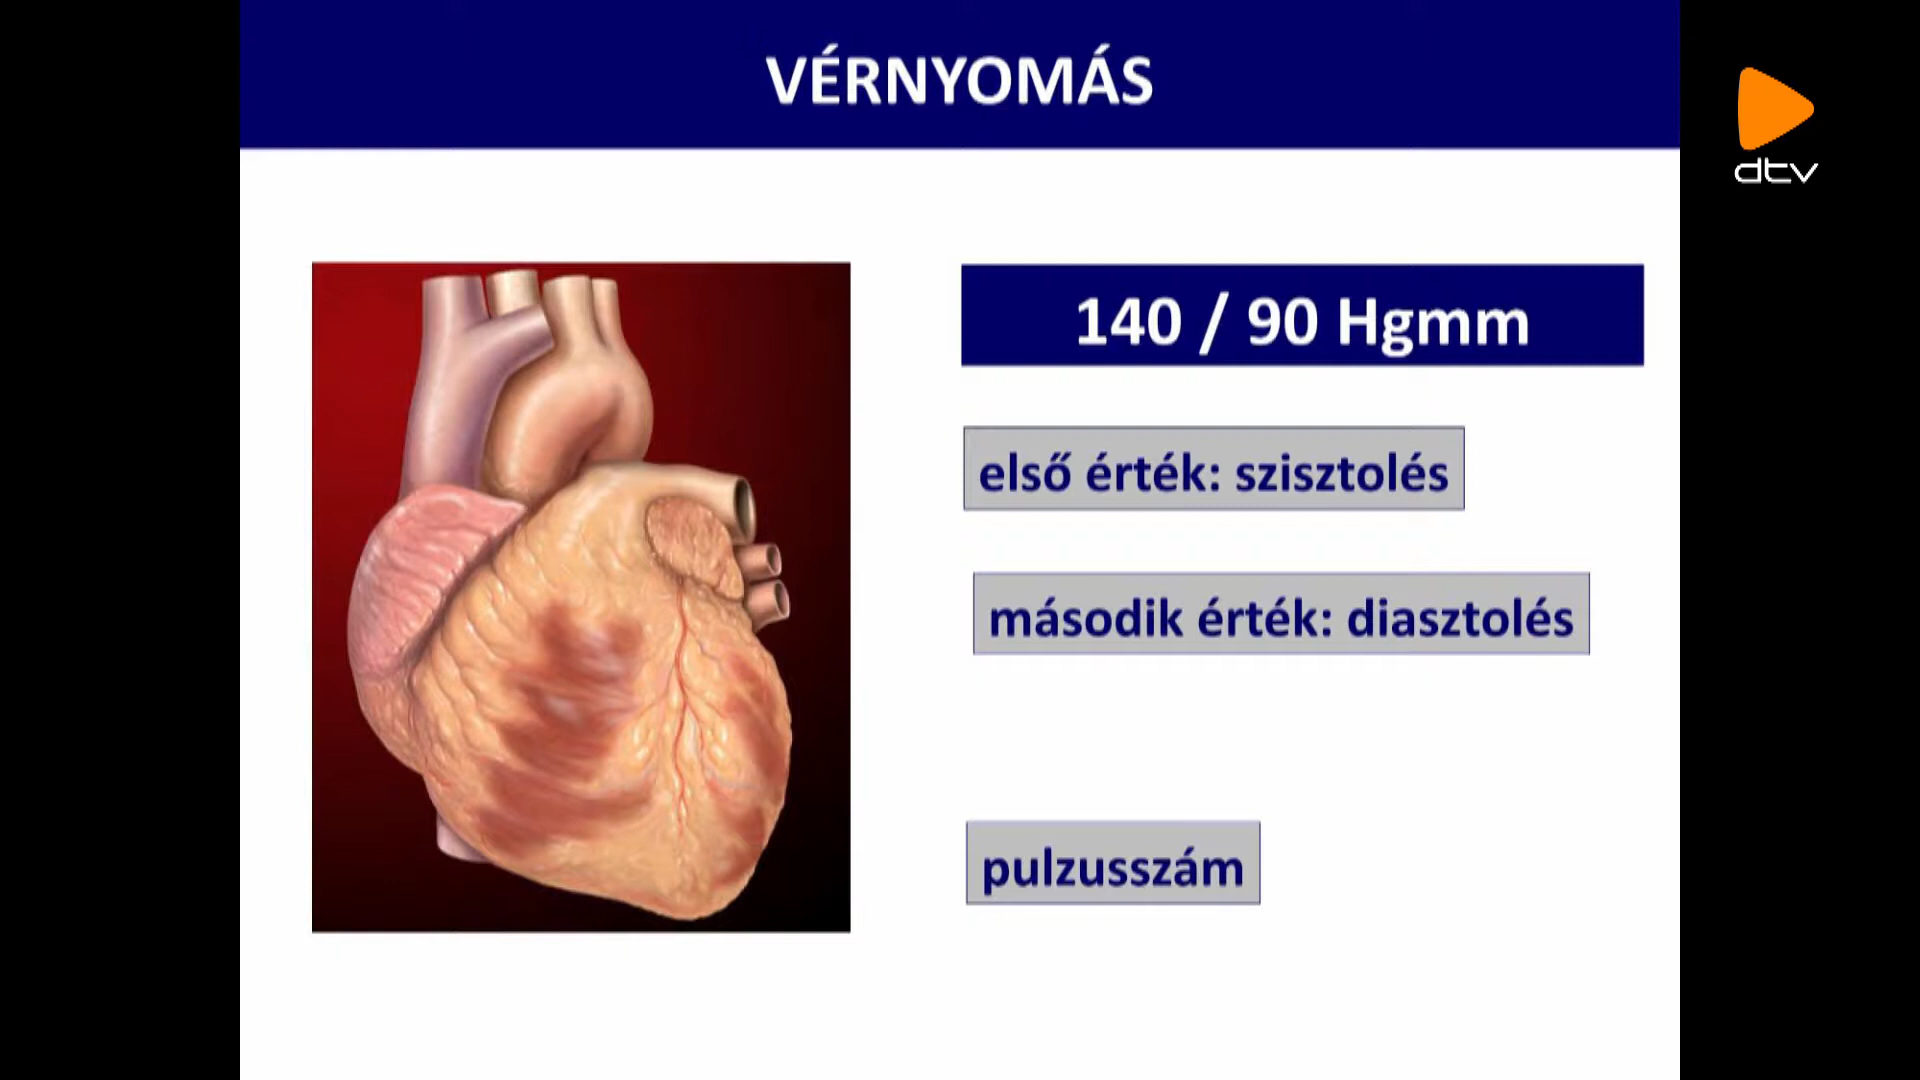 VÉRNYOMÁS
dtv
140 / 90 Hgmm
első érték: szisztolés
második érték: diasztolés
pulzusszám